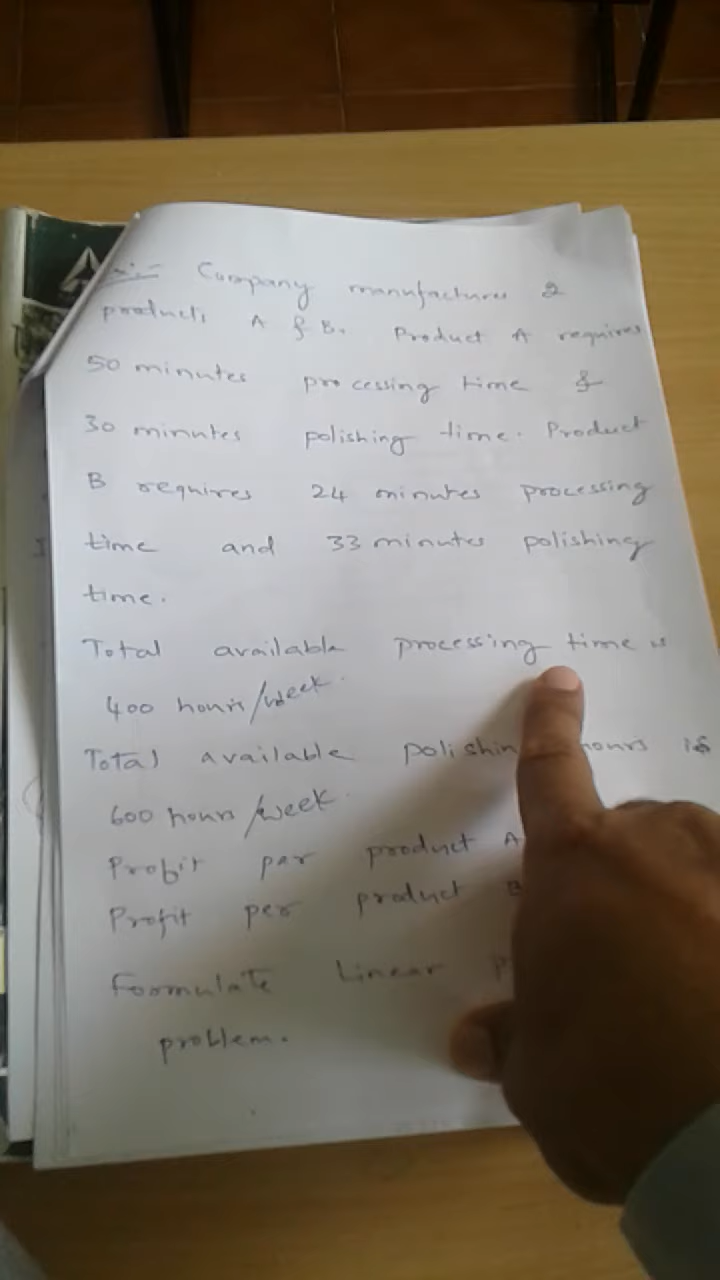 Company manufactures 2
products A & B. Product A requires
50 minutes processing time &
30 minutes polishing time. Product
B requires 24 minutes processing
time and 33 minutes polishing
time.
Total available processing time is
400 hours/week.
Total available polishing hours is
600 hours/week.
Profit per product A
Profit per product B
Formulate Linear
problem.